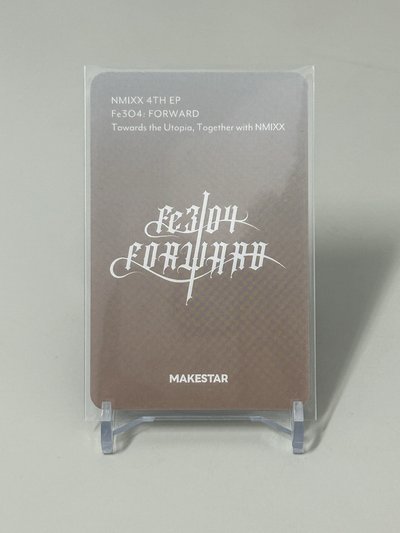 NMIXX 4TH EP
Fe3O4: FORWARD
Towards the Utopia, Together with NMIXX
Fe3O4
FORWARD
MAKESTAR